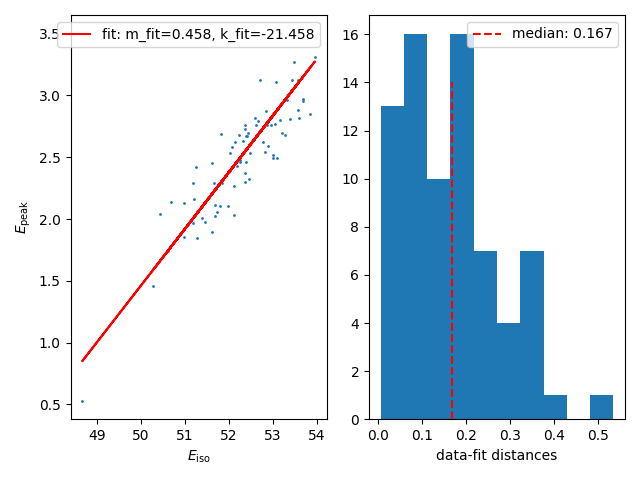 fit: m_fit=0.458, k_fit=-21.458
3.5
3.0
2.5
2.0
1.5
1.0
0.5
E_peak
49 50 51 52 53 54
E_iso
median: 0.167
16
14
12
10
8
6
4
2
0
0.0 0.1 0.2 0.3 0.4 0.5
data-fit distances